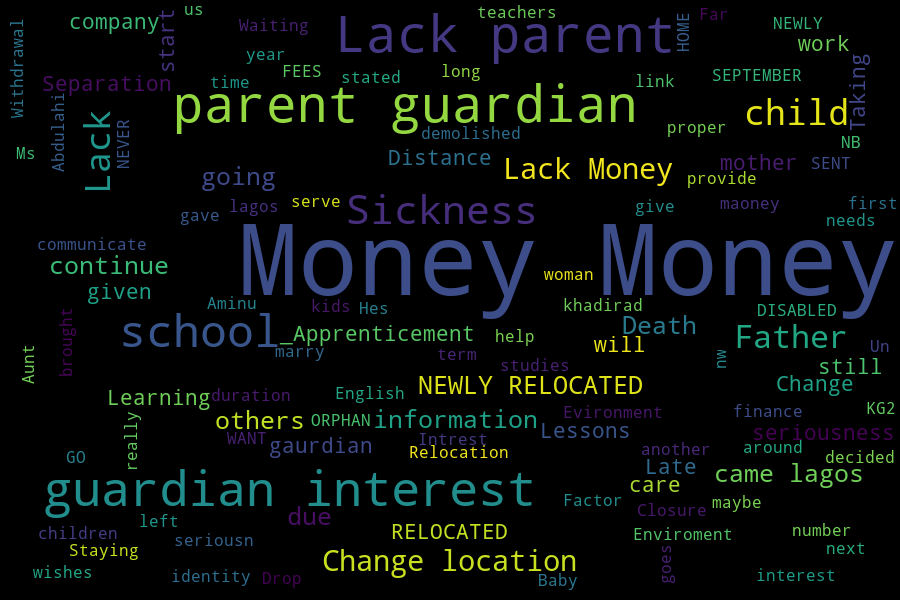 us
teachers
company
start
Waiting
Lack parent
HOME
Far
NEWLY
work
Withdrawal
year
FEES
stated
long
link
SEPTEMBER
Taking
Separation
time
parent guardian
child
Abdulahi
Lack
NEVER
demolished
proper
NB
Ms
Distance
Lack Money
mother
SENT
going
provide
gave
lagos
serve
Sickness
give
maoney
first
needs
communicate
Money Money
continue
woman
given
Aminu
kids
Hes
khadirad
DISABLED
brought
school
_Apprenticement
help
Death
Father
Aunt
marry
term
will
nw
Un
studies
still
Learning
duration
English
NEWLY RELOCATED
Change
others
ORPHAN
information
Evironment
finance
KG2
really
WANT
gaurdian
Intrest
Lessons
seriousness
GO
Relocation
another
around
decided
guardian interest
Late
came lagos
care
Factor
maybe
left
due
Closure
children
seriousn
RELOCATED
Enviroment
number
Staying
Change location
goes
next
wishes
identity
Drop
Baby
interest